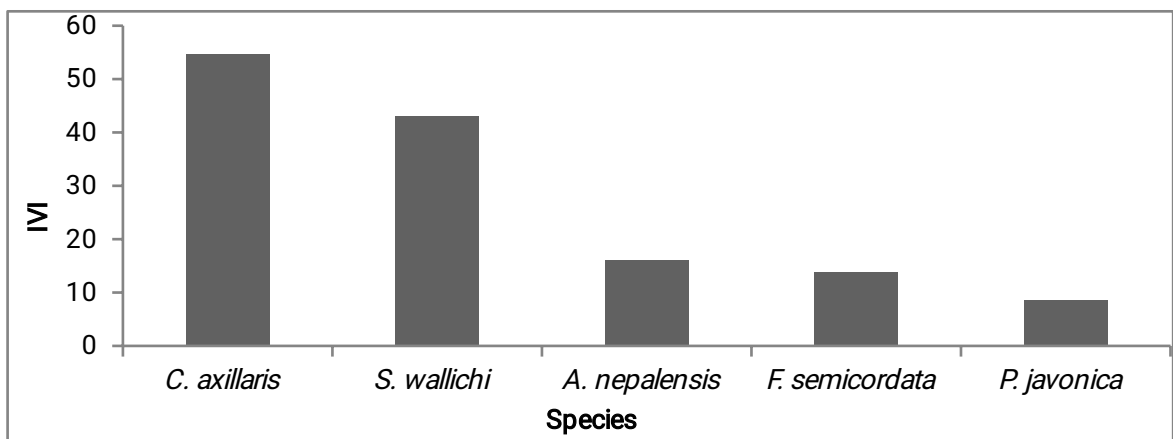 60
50
40
30
20
10
0
IVI
C. axillaris S. wallichi A. nepalensis F. semicordata P. javonica
Species